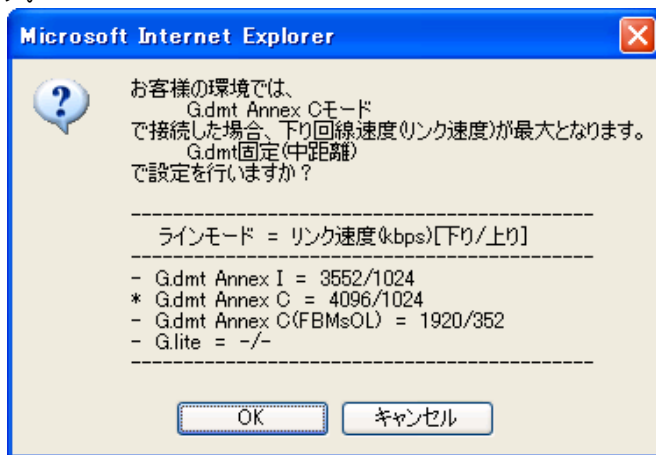 Microsoft Internet Explorer
お客様の環境では、
G.dmt Annex Cモード
で接続した場合、下り回線速度(リンク速度)が最大となります。
G.dmt固定(中距離)
で設定を行いますか？
--------------------------------------------
ラインモード = リンク速度(kbps)[下り/上り]
--------------------------------------------
- G.dmt Annex I = 3552/1024
* G.dmt Annex C = 4096/1024
- G.dmt Annex C(FBMsOL) = 1920/352
- G.lite = -/-
--------------------------------------------
OK キャンセル